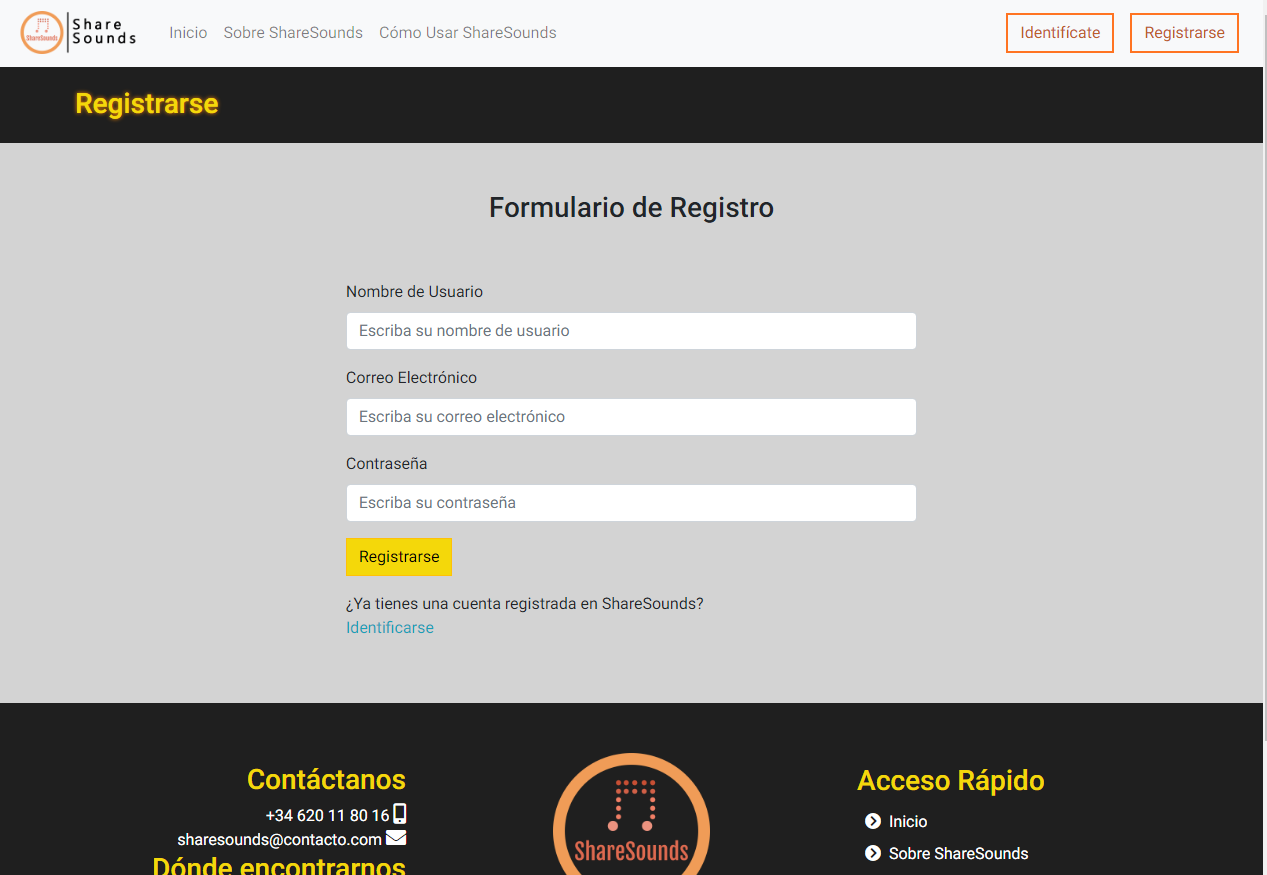 ShareSounds
Share
Sounds
Inicio
Sobre ShareSounds
Cómo Usar ShareSounds
Identifícate
Registrarse
Registrarse
Formulario de Registro
Nombre de Usuario
Escriba su nombre de usuario
Correo Electrónico
Escriba su correo electrónico
Contraseña
Escriba su contraseña
Registrarse
¿Ya tienes una cuenta registrada en ShareSounds?
Identificarse
Contáctanos
+34 620 11 80 16
sharesounds@contacto.com
Dónde encontrarnos
ShareSounds
Acceso Rápido
Inicio
Sobre ShareSounds